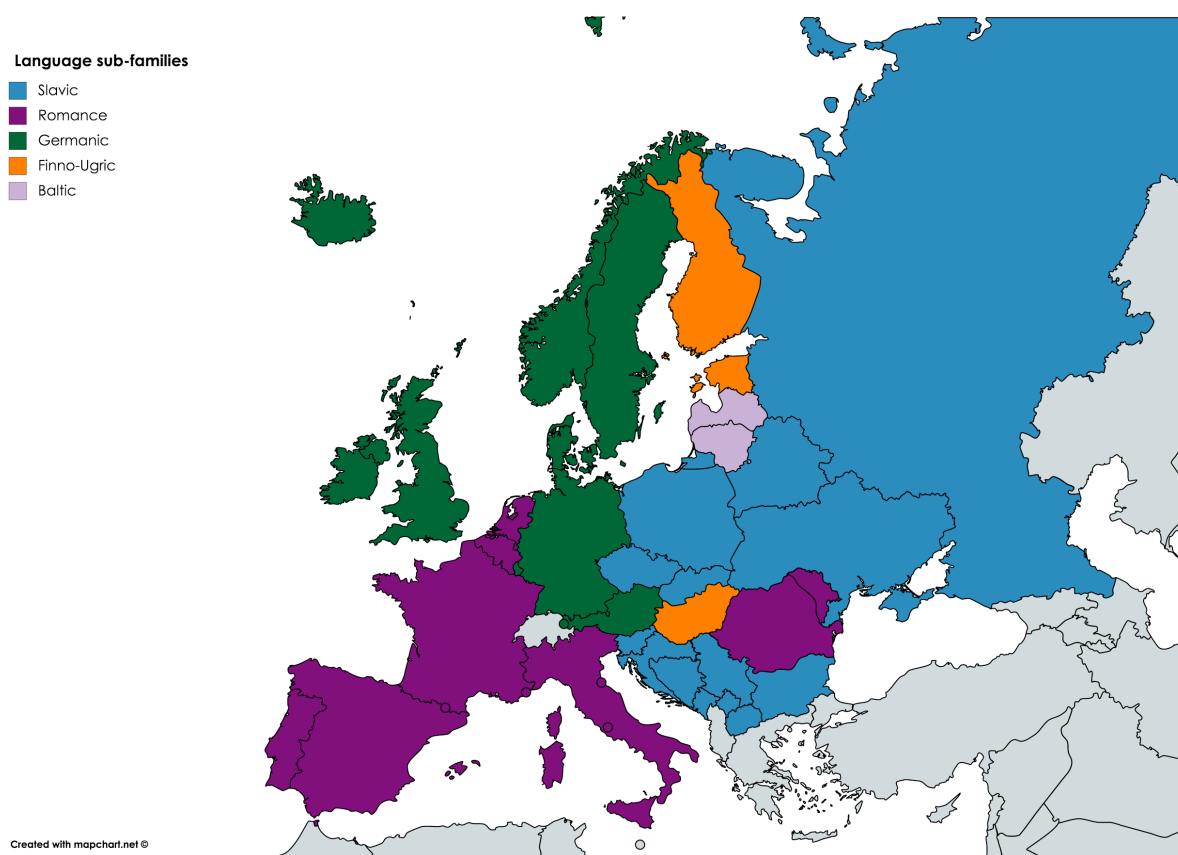 Language sub-families
Slavic
Romance
Germanic
Finno-Ugric
Baltic
Created with mapchart.net ©